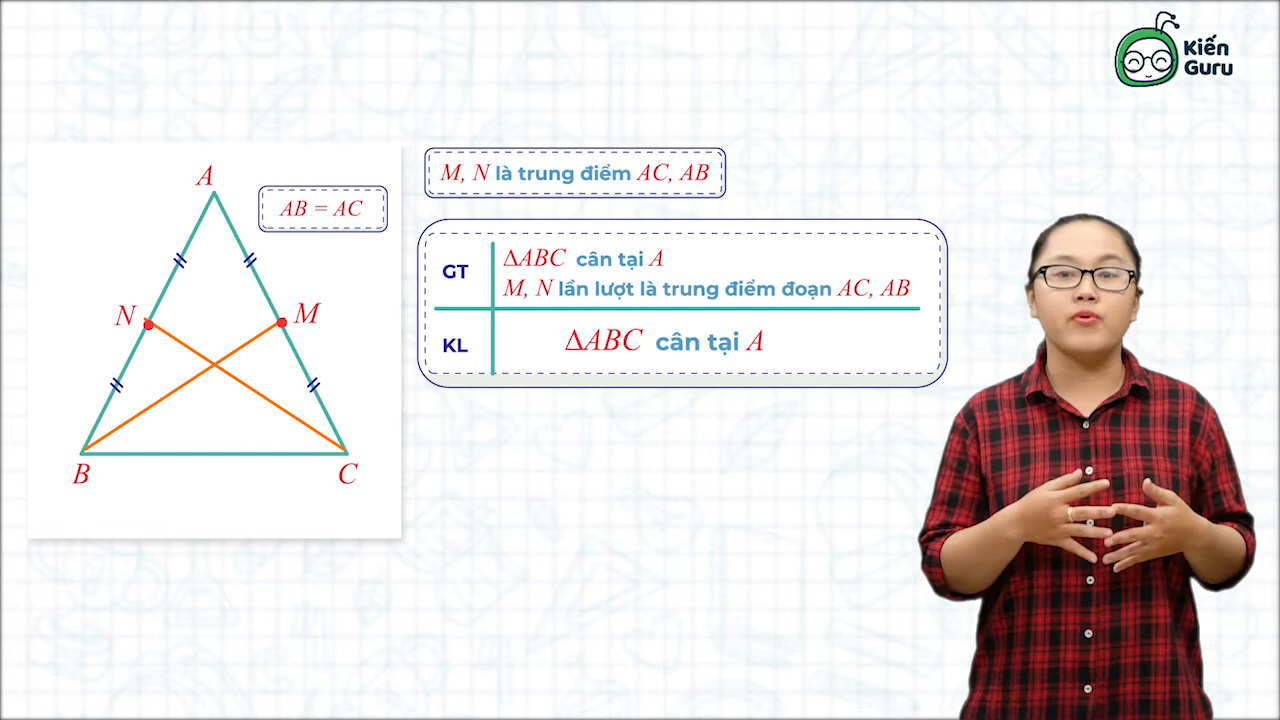 Kiến
Guru
M, N là trung điểm AC, AB
A
AB = AC
GT
ΔABC cân tại A
M, N lần lượt là trung điểm đoạn AC, AB
N
M
KL
ΔABC cân tại A
B
C